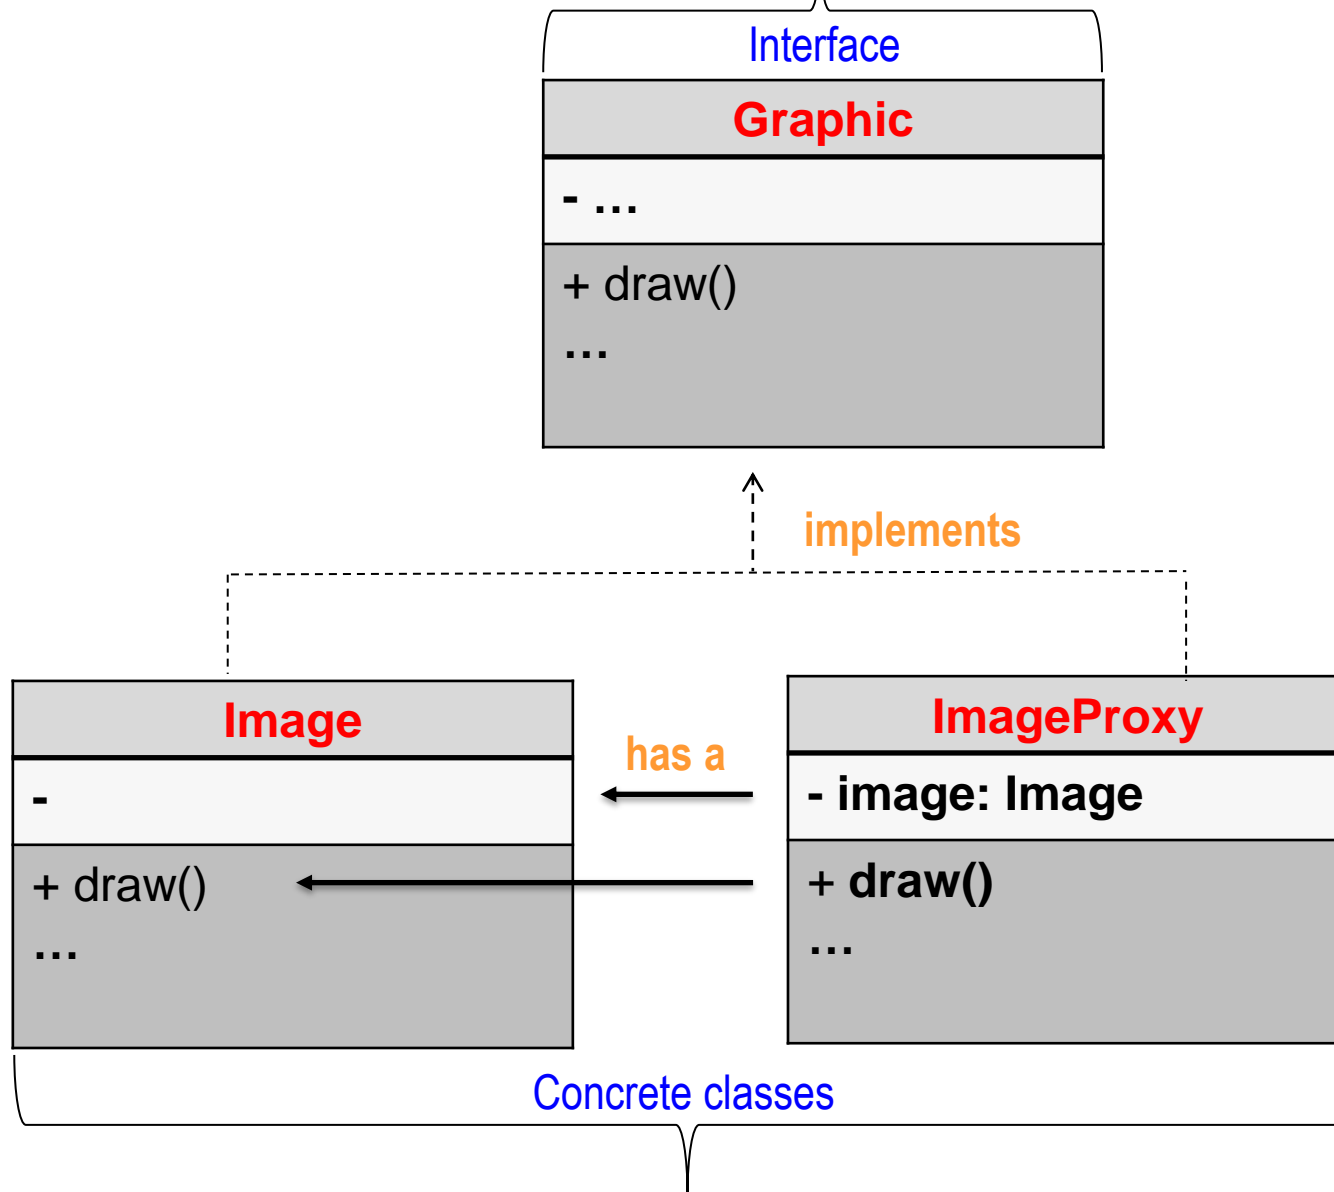 Interface
Graphic
- …
+ draw()
…
implements
Image
ImageProxy
has a
-
- image: Image
+ draw()
+ draw()
…
…
Concrete classes